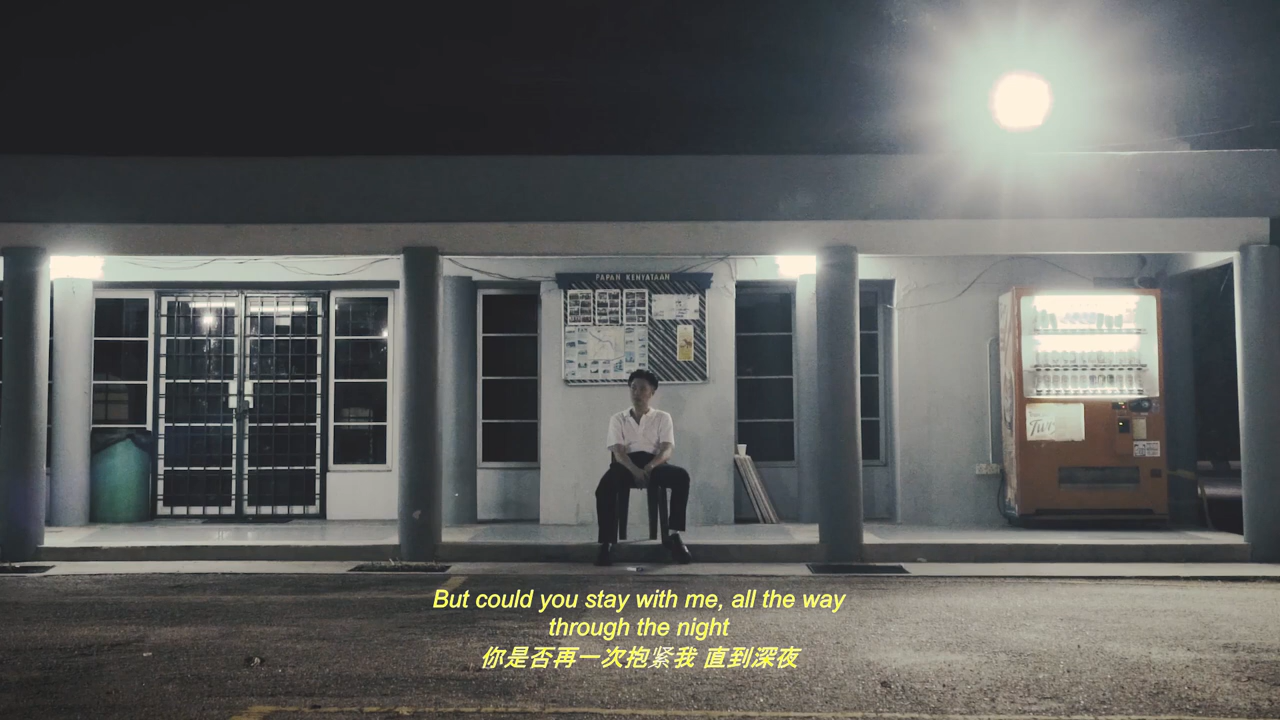 PAPAN KENYATAAN
But could you stay with me, all the way
through the night
你是否再一次抱紧我 直到深夜